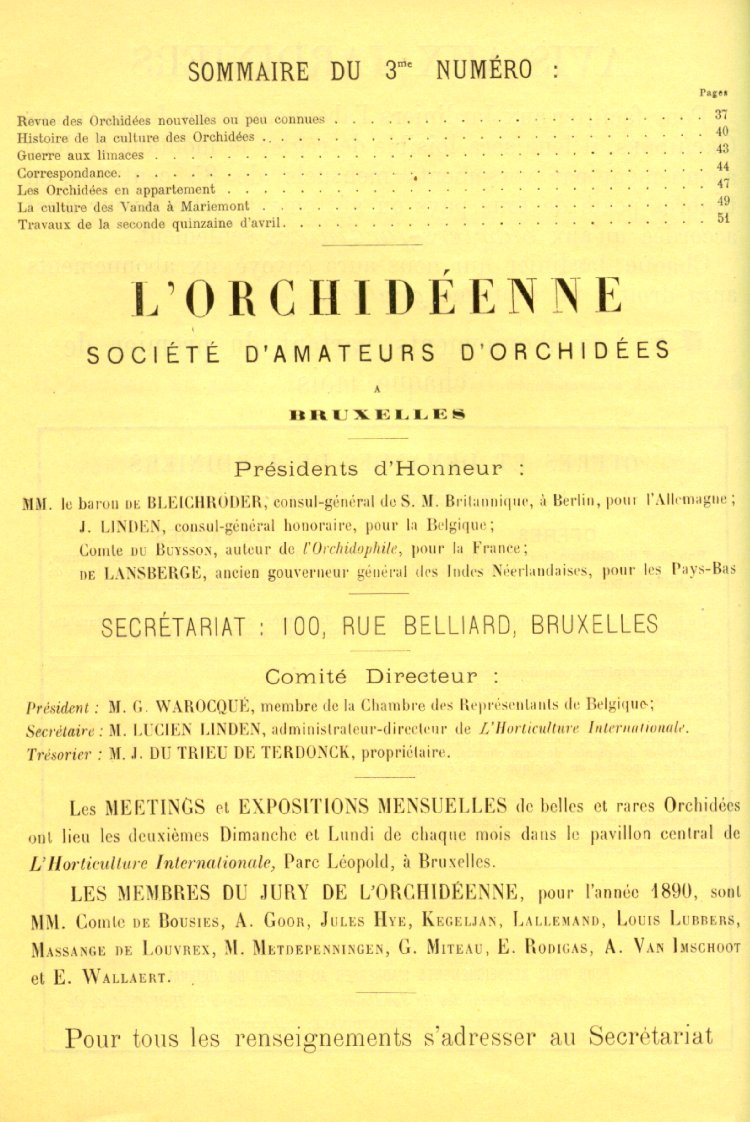 SOMMAIRE DU 3me NUMÉRO :
Pages
Revue des Orchidées nouvelles ou peu connues . . . . . . . . . . . . . . . . . . . . 37
Histoire de la culture des Orchidées . . . . . . . . . . . . . . . . . . . . . . . . 40
Guerre aux limaces . . . . . . . . . . . . . . . . . . . . . . . . . . . . . 43
Correspondance. . . . . . . . . . . . . . . . . . . . . . . . . . . . . . 44
Les Orchidées en appartement . . . . . . . . . . . . . . . . . . . . . . . . . 47
La culture des Vanda à Mariemont . . . . . . . . . . . . . . . . . . . . . . . . 49
Travaux de la seconde quinzaine d'avril. . . . . . . . . . . . . . . . . . . . . . . 51
L'ORCHIDÉENNE
SOCIÉTÉ D'AMATEURS D'ORCHIDÉES
A
BRUXELLES
Présidents d'Honneur :
MM. le baron DE BLEICHRÖDER, consul-général de S. M. Britannique, à Berlin, pour l'Allemagne ;
J. LINDEN, consul-général honoraire, pour la Belgique ;
Comte DU BUYSSON, auteur de l'Orchidophile, pour la France ;
DE LANSBERGE, ancien gouverneur général des Indes Néerlandaises, pour les Pays-Bas
SECRÉTARIAT : 100, RUE BELLIARD, BRUXELLES
Comité Directeur :
Président : M. G. WAROCQUÉ, membre de la Chambre des Représentants de Belgique ;
Secrétaire : M. LUCIEN LINDEN, administrateur-directeur de L'Horticulture Internationale.
Trésorier : M. J. DU TRIEU DE TERDONCK, propriétaire.
Les MEETINGS et EXPOSITIONS MENSUELLES de belles et rares Orchidées
ont lieu les deuxièmes Dimanche et Lundi de chaque mois dans le pavillon central de
L'Horticulture Internationale, Parc Léopold, à Bruxelles.
LES MEMBRES DU JURY DE L'ORCHIDÉENNE, pour l'année 1890, sont
MM. Comte DE BOUSIES, A. GOOR, JULES HYE, KEGELJAN, LALLEMAND, LOUIS LUBBERS,
MASSANGE DE LOUVREX, M. METDEPENNINGEN, G. MITEAU, E. RODIGAS, A. VAN IMSCHOOT
et E. WALLAERT.
Pour tous les renseignements s'adresser au Secrétariat